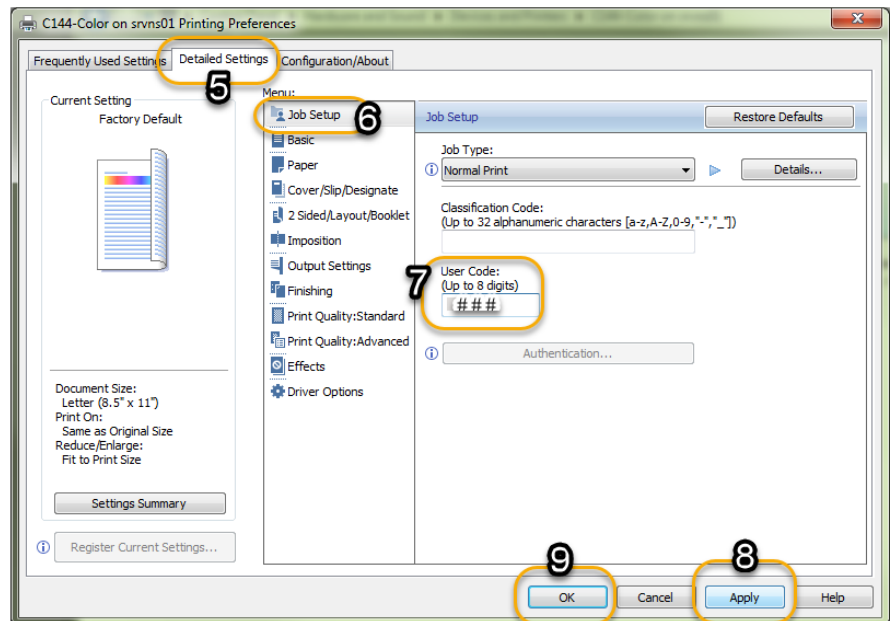 C144-Color on srvns01 Printing Preferences
Frequently Used Settings
Detailed Settings
Configuration/About
5
Current Setting
Factory Default
Document Size:
Letter (8.5" x 11")
Print On:
Same as Original Size
Reduce/Enlarge:
Fit to Print Size
Settings Summary
Register Current Settings...
Menu:
Job Setup
6
Basic
Paper
Cover/Slip/Designate
2 Sided/Layout/Booklet
Imposition
Output Settings
Finishing
Print Quality:Standard
Print Quality:Advanced
Effects
Driver Options
Job Setup
Restore Defaults
Job Type:
Normal Print
Details...
Classification Code:
(Up to 32 alphanumeric characters [a-z,A-Z,0-9,"-","_"])
7
User Code:
(Up to 8 digits)
###
Authentication...
9
8
OK
Cancel
Apply
Help